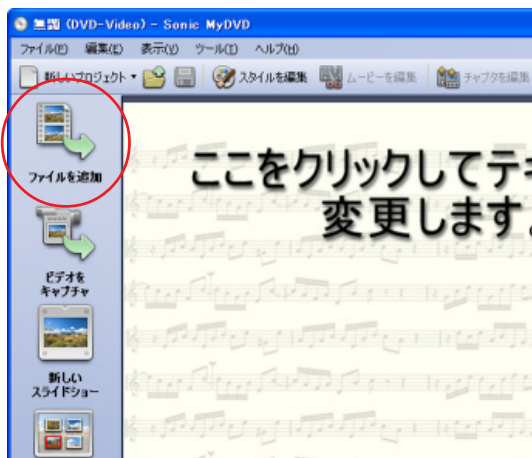 無題 (DVD-Video) - Sonic MyDVD
ファイル(F) 編集(E) 表示(V) ツール(T) ヘルプ(H)
新しいプロジェクト スタイルを編集 ムービーを編集 チャプタを編集
ファイルを追加
ここをクリックしてテキ
変更します。
ビデオを
キャプチャ
新しい
スライドショー